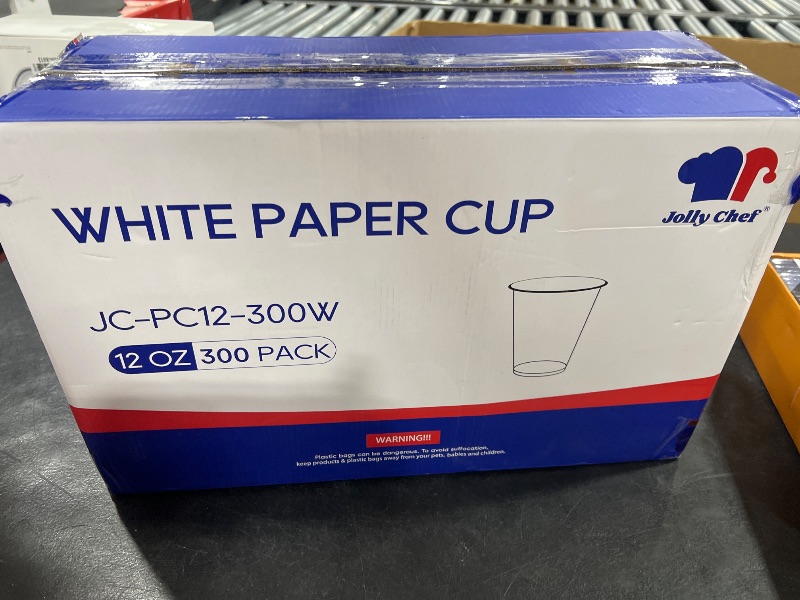 Jolly Chef®
WHITE PAPER CUP
JC-PC12-300W
12 OZ 300 PACK
WARNING!!!
Plastic bags can be dangerous. To avoid suffocation,
keep products & plastic bags away from your pets, babies and children.